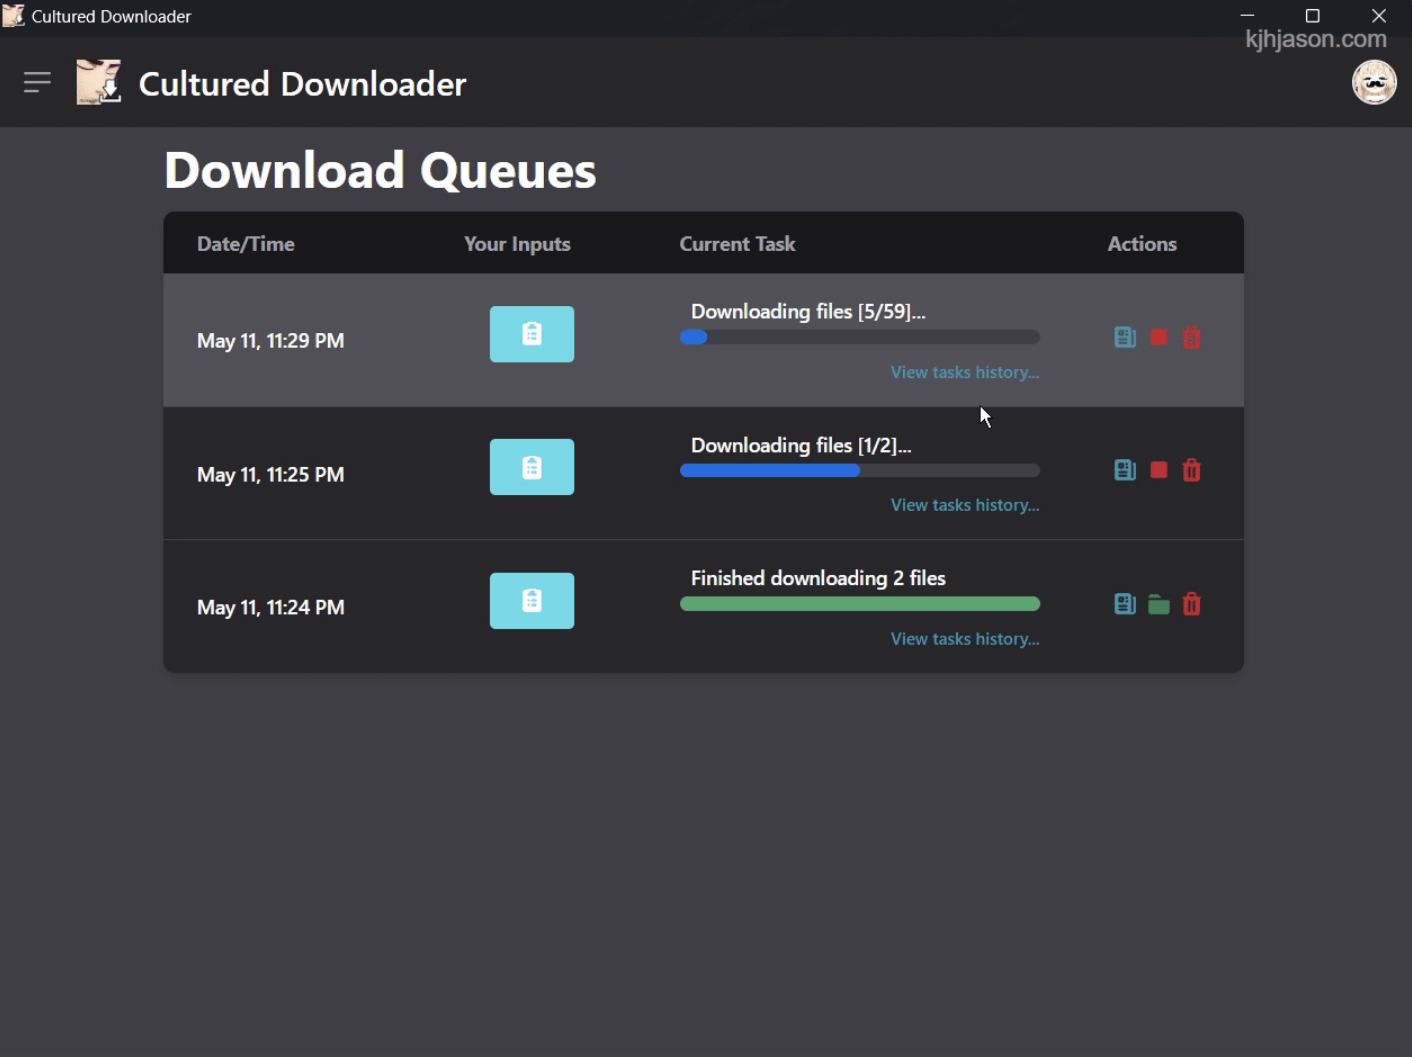 Cultured Downloader
kjhjason.com
Cultured Downloader
Download Queues
Date/Time Your Inputs Current Task Actions
Downloading files [5/59]...
May 11, 11:29 PM
View tasks history...
Downloading files [1/2]...
May 11, 11:25 PM
View tasks history...
Finished downloading 2 files
May 11, 11:24 PM
View tasks history...